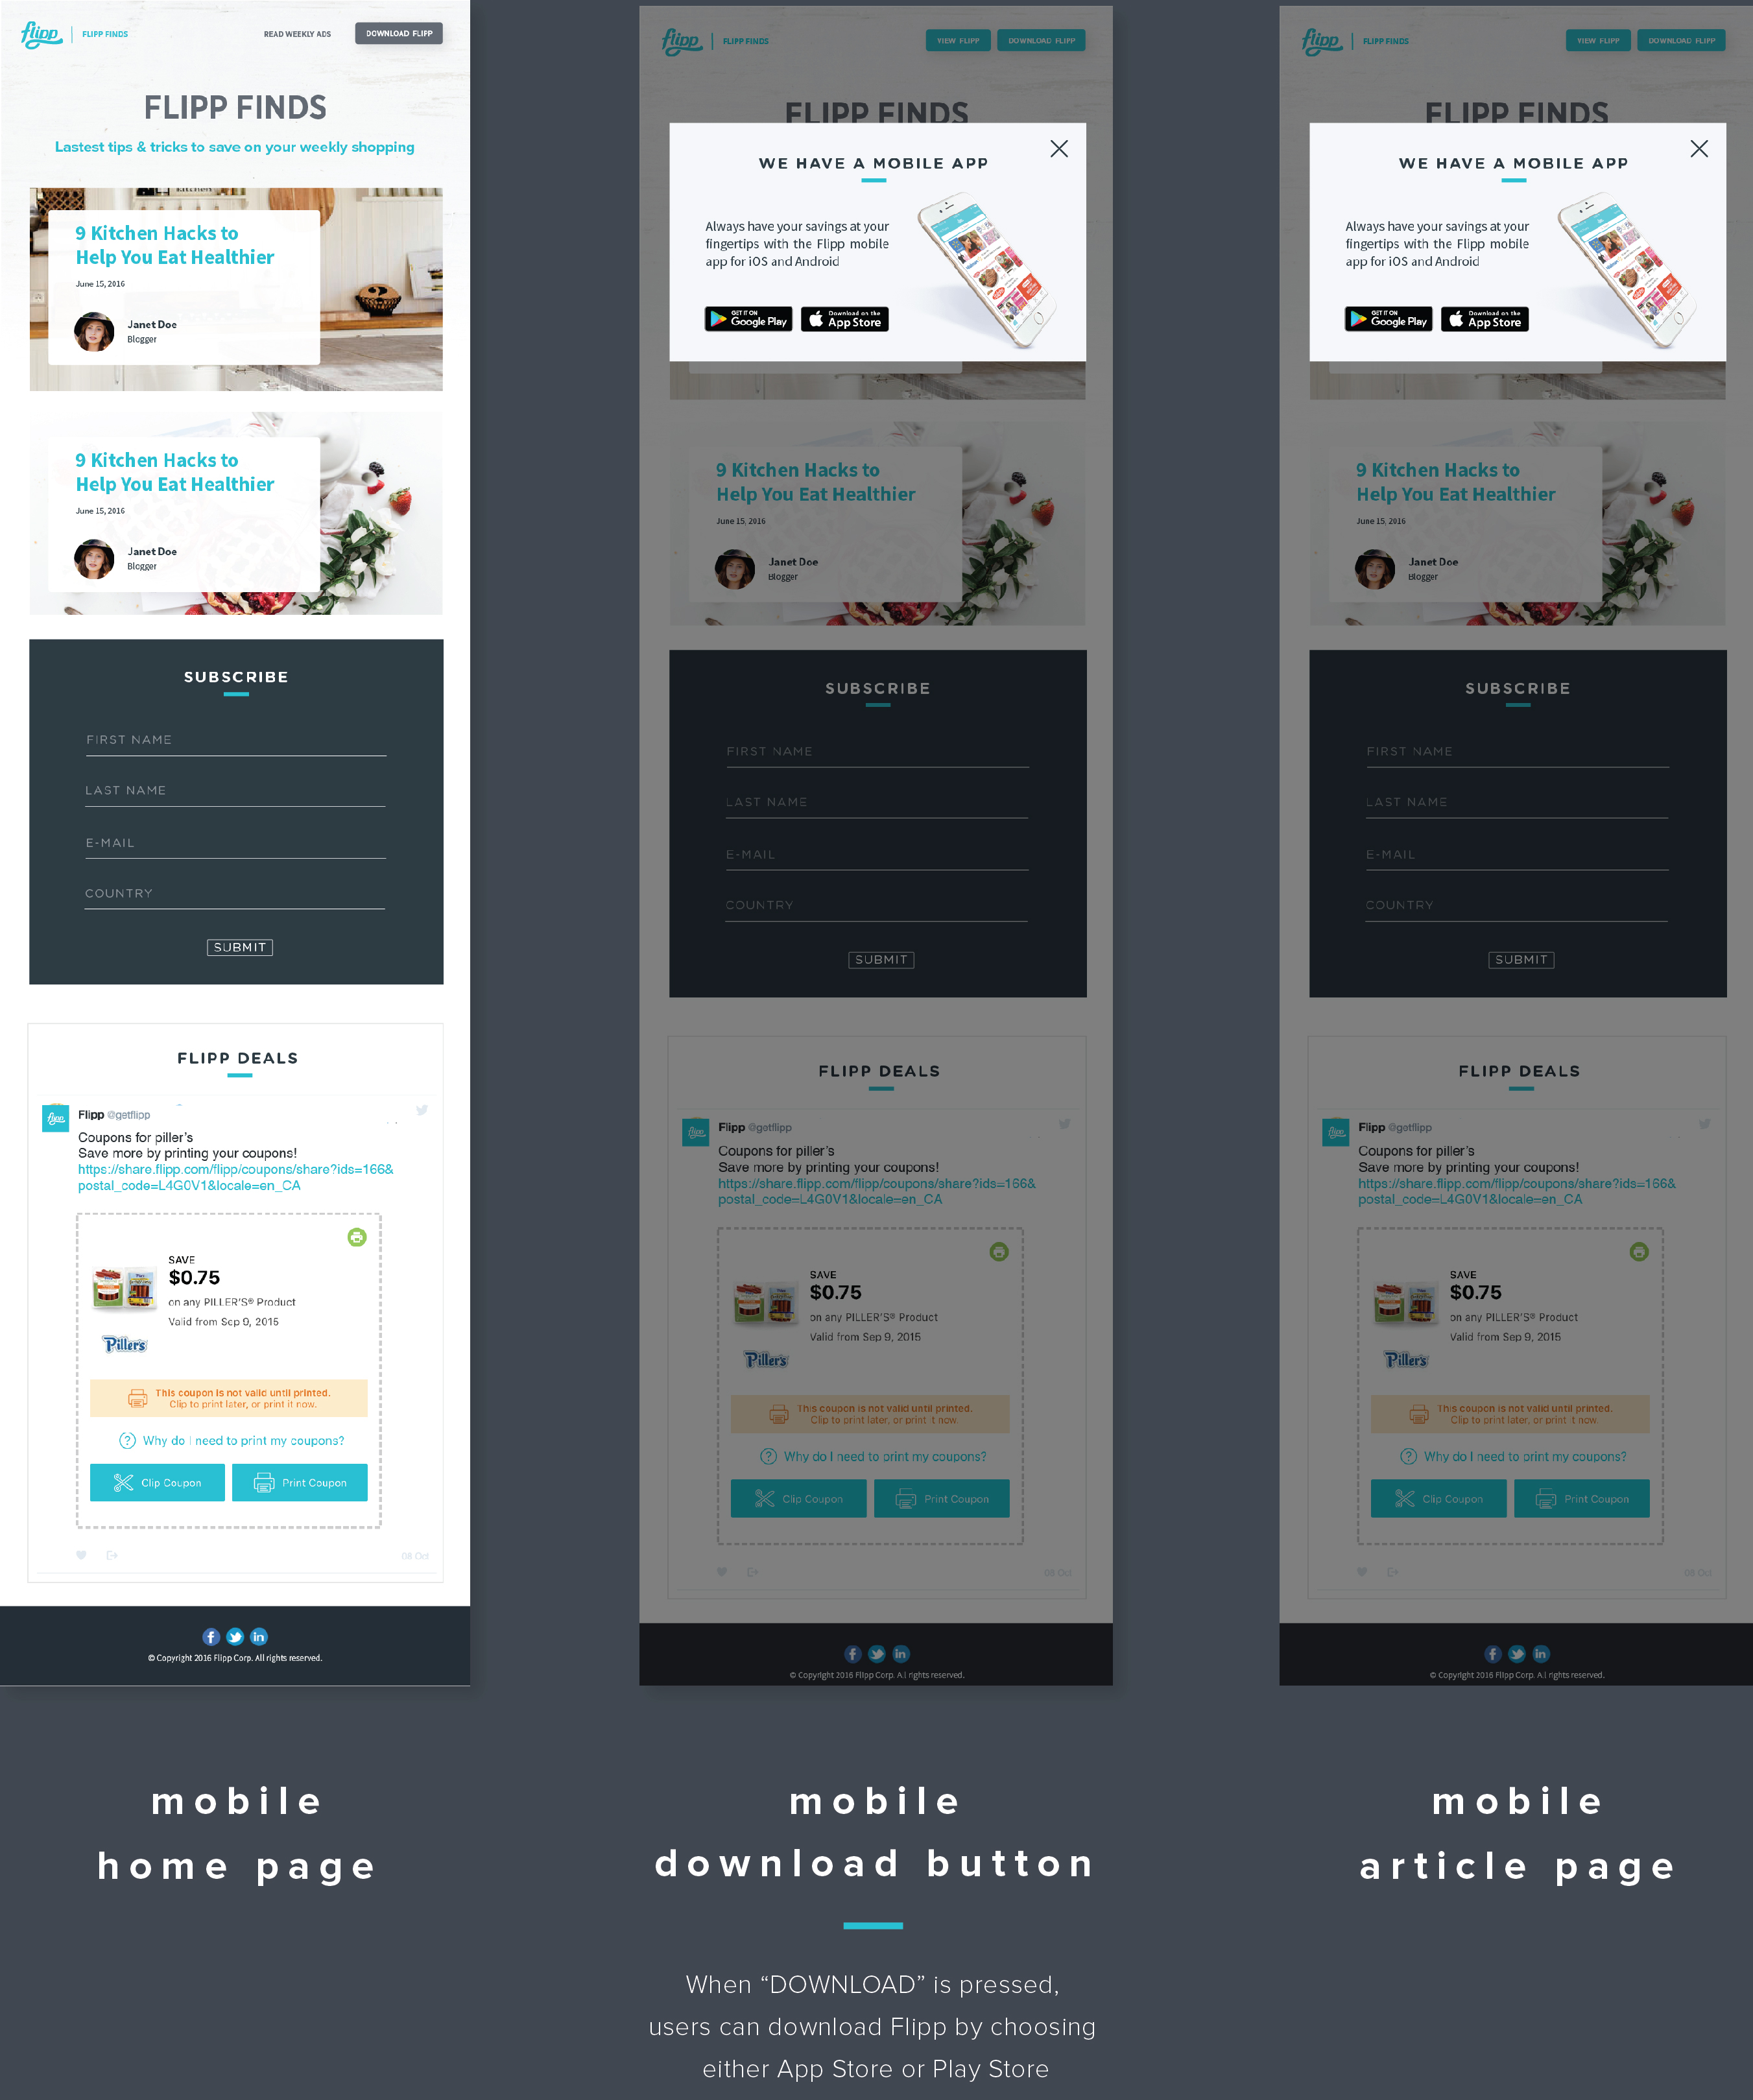 flipp FLIPP FINDS READ WEEKLY ADS DOWNLOAD FLIPP
FLIPP FINDS
Lastest tips & tricks to save on your weekly shopping
9 Kitchen Hacks to
Help You Eat Healthier
June 15, 2016
Janet Doe
Blogger
9 Kitchen Hacks to
Help You Eat Healthier
June 15, 2016
Janet Doe
Blogger
SUBSCRIBE
FIRST NAME
LAST NAME
E-MAIL
COUNTRY
SUBMIT
FLIPP DEALS
flipp Flipp @getflipp
Coupons for piller's
Save more by printing your coupons!
https://share.flipp.com/flipp/coupons/share?ids=166&
postal_code=L4G0V1&locale=en_CA
SAVE
$0.75
on any PILLER'S® Product
Valid from Sep 9, 2015
Piller's
This coupon is not valid until printed.
Clip to print later, or print it now.
? Why do I need to print my coupons?
Clip Coupon Print Coupon
08 Oct
f in
© Copyright 2016 Flipp Corp. All rights reserved.
mobile
home page
flipp FLIPP FINDS VIEW FLIPP DOWNLOAD FLIPP
FLIPP FINDS
WE HAVE A MOBILE APP
Always have your savings at your
fingertips with the Flipp mobile
app for iOS and Android
GET IT ON
Google Play
Download on the
App Store
9 Kitchen Hacks to
Help You Eat Healthier
June 15, 2016
Janet Doe
Blogger
SUBSCRIBE
FIRST NAME
LAST NAME
E-MAIL
COUNTRY
SUBMIT
FLIPP DEALS
flipp Flipp @getflipp
Coupons for piller's
Save more by printing your coupons!
https://share.flipp.com/flipp/coupons/share?ids=166&
postal_code=L4G0V1&locale=en_CA
SAVE
$0.75
on any PILLER'S® Product
Valid from Sep 9, 2015
Piller's
This coupon is not valid until printed.
Clip to print later, or print it now.
? Why do I need to print my coupons?
Clip Coupon Print Coupon
08 Oct
f in
© Copyright 2016 Flipp Corp. All rights reserved.
mobile
download button
When “DOWNLOAD” is pressed,
users can download Flipp by choosing
either App Store or Play Store
flipp FLIPP FINDS VIEW FLIPP DOWNLOAD FLIPP
FLIPP FINDS
WE HAVE A MOBILE APP
Always have your savings at your
fingertips with the Flipp mobile
app for iOS and Android
GET IT ON
Google Play
Download on the
App Store
9 Kitchen Hacks to
Help You Eat Healthier
June 15, 2016
Janet Doe
Blogger
SUBSCRIBE
FIRST NAME
LAST NAME
E-MAIL
COUNTRY
SUBMIT
FLIPP DEALS
flipp Flipp @getflipp
Coupons for piller's
Save more by printing your coupons!
https://share.flipp.com/flipp/coupons/share?ids=166&
postal_code=L4G0V1&locale=en_CA
SAVE
$0.75
on any PILLER'S® Product
Valid from Sep 9, 2015
Piller's
This coupon is not valid until printed.
Clip to print later, or print it now.
? Why do I need to print my coupons?
Clip Coupon Print Coupon
08 Oct
f in
© Copyright 2016 Flipp Corp. All rights reserved.
mobile
article page